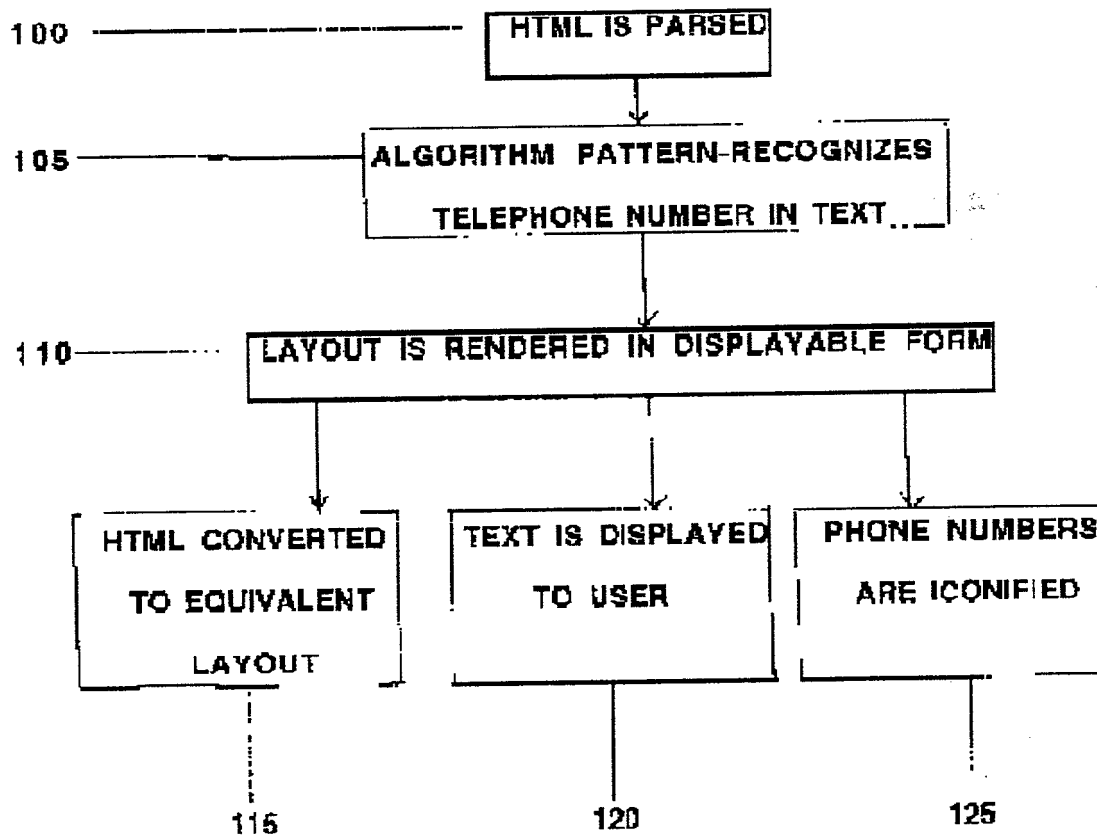 100
HTML IS PARSED
105
ALGORITHM PATTERN-RECOGNIZES
TELEPHONE NUMBER IN TEXT
110
LAYOUT IS RENDERED IN DISPLAYABLE FORM
HTML CONVERTED
TO EQUIVALENT
LAYOUT
TEXT IS DISPLAYED
TO USER
PHONE NUMBERS
ARE ICONIFIED
115
120
125